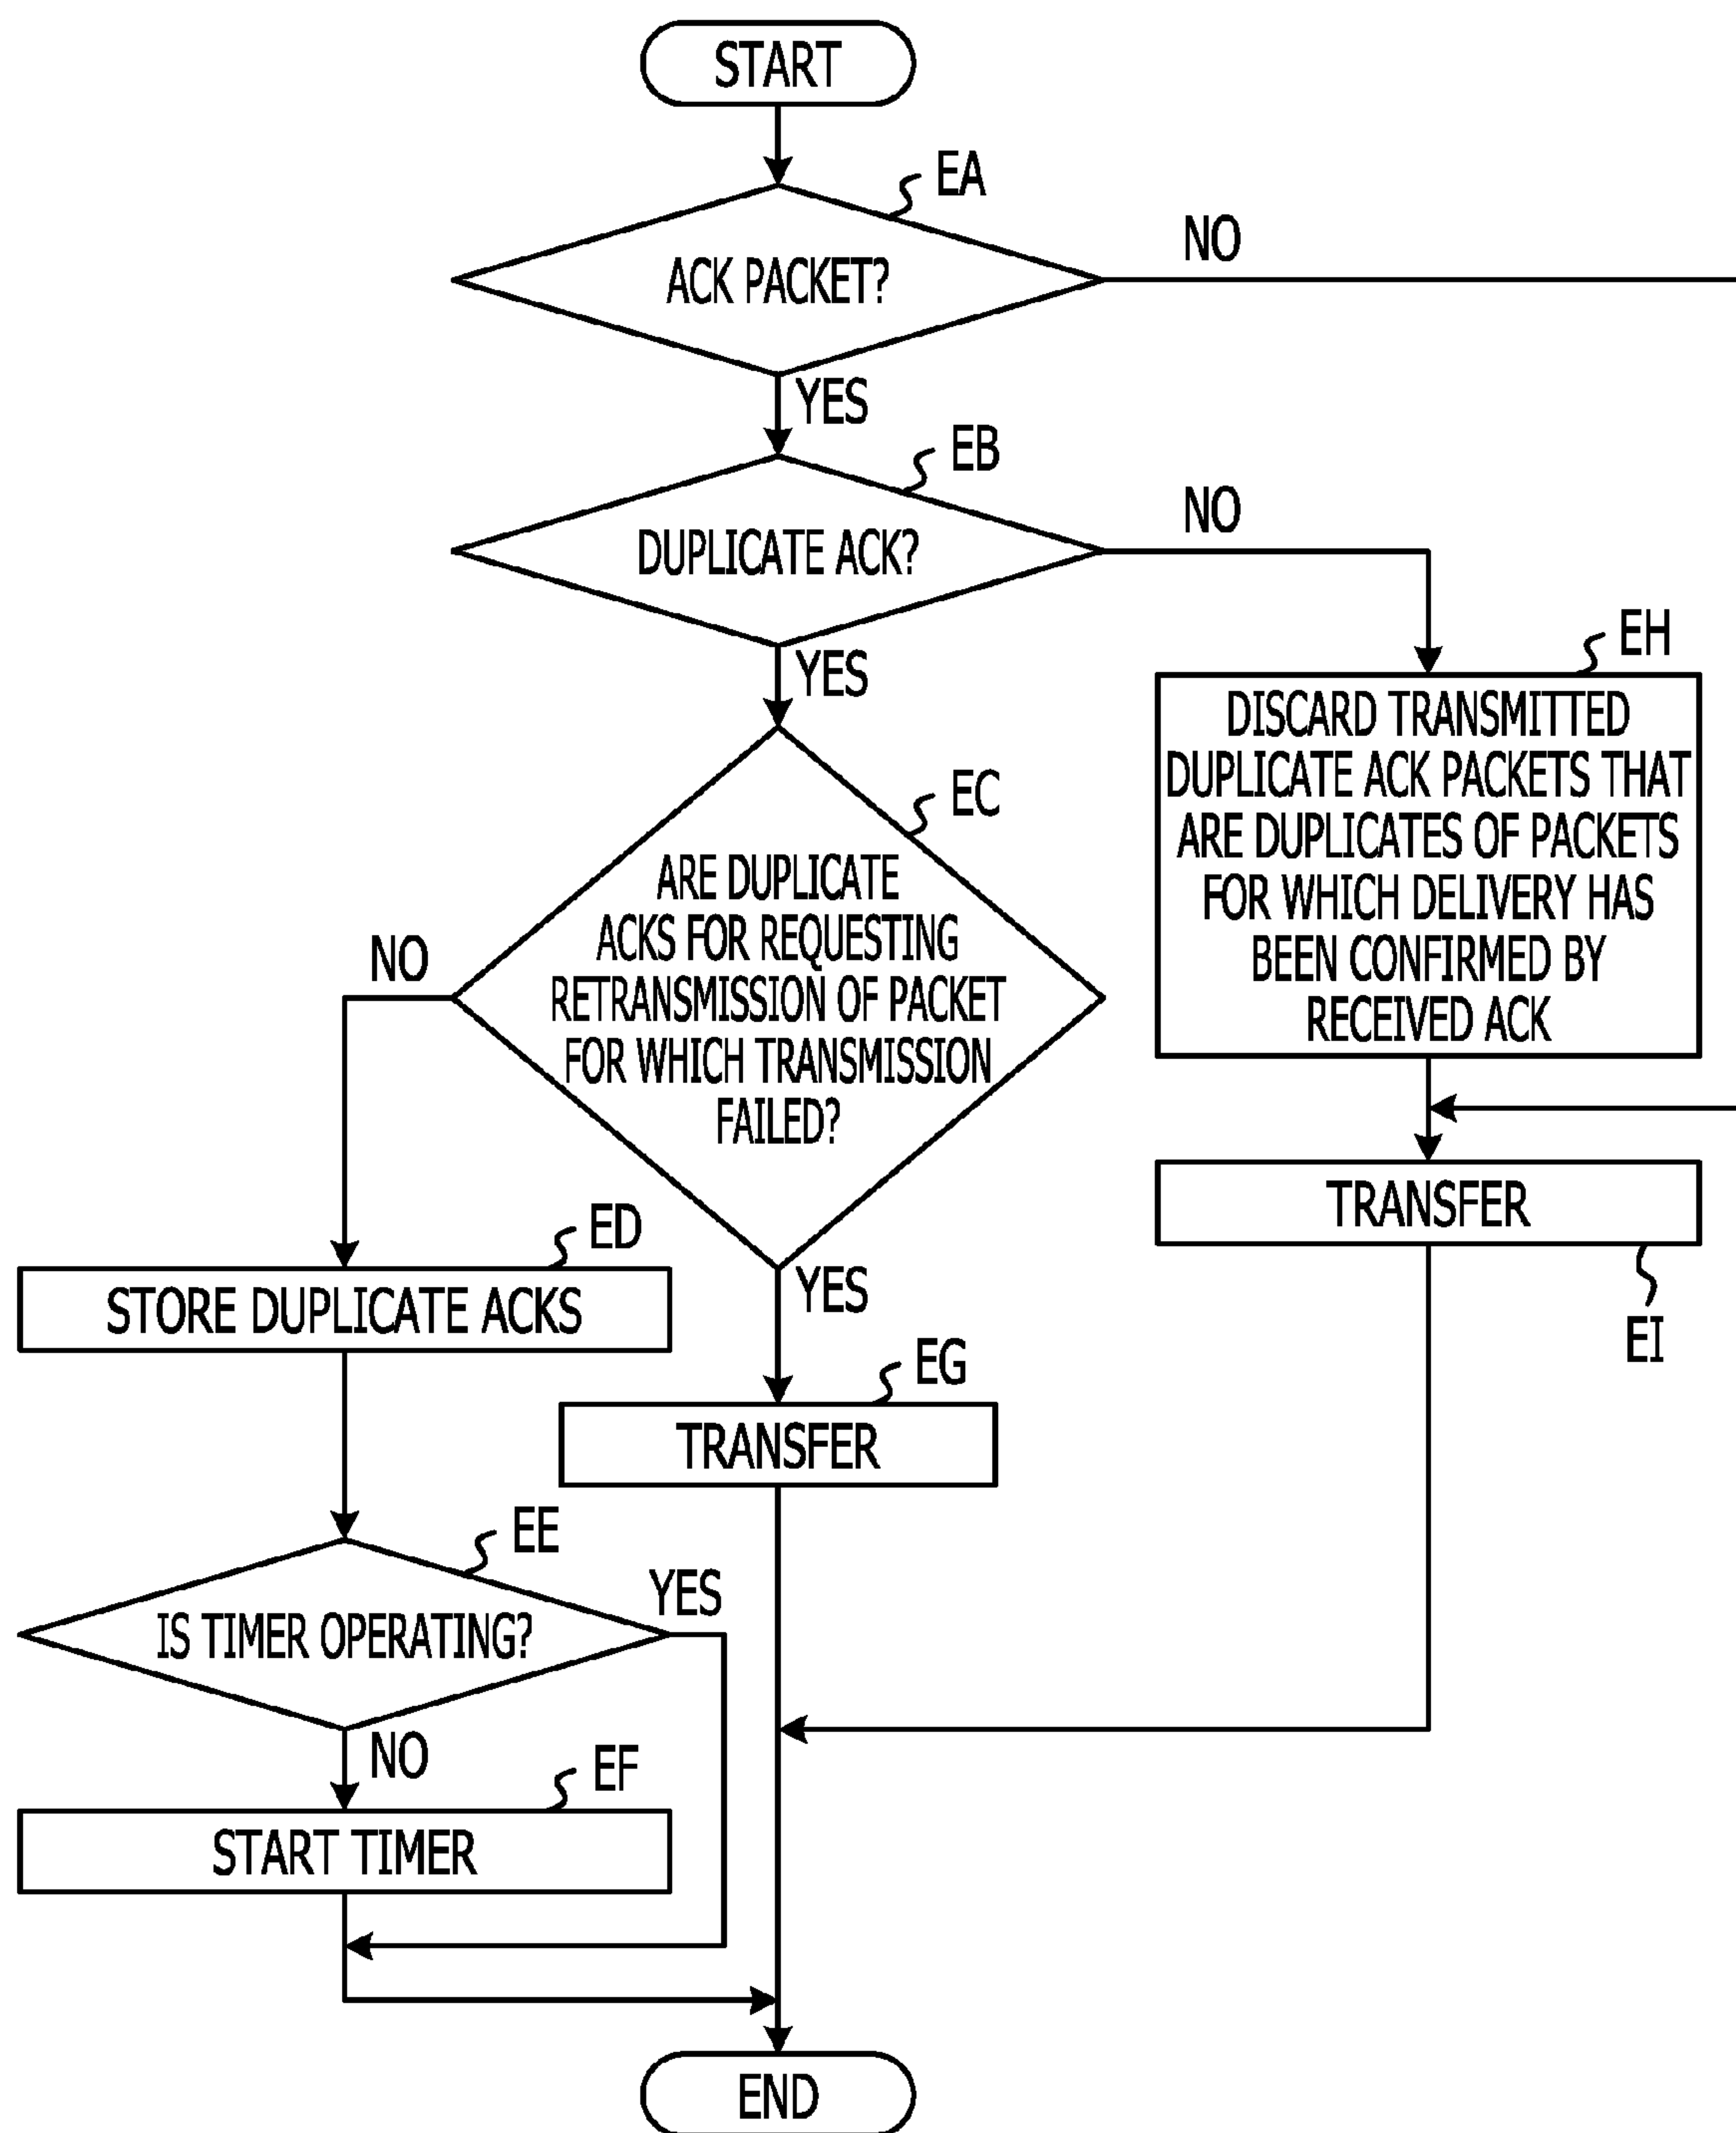 START
EA
ACK PACKET?
NO
YES
EB
DUPLICATE ACK?
NO
YES
EH
DISCARD TRANSMITTED
DUPLICATE ACK PACKETS THAT
ARE DUPLICATES OF PACKETS
FOR WHICH DELIVERY HAS
BEEN CONFIRMED BY
RECEIVED ACK
EC
ARE DUPLICATE
ACKS FOR REQUESTING
RETRANSMISSION OF PACKET
FOR WHICH TRANSMISSION
FAILED?
NO
YES
TRANSFER
EI
ED
STORE DUPLICATE ACKS
EG
TRANSFER
EE
IS TIMER OPERATING?
YES
NO
EF
START TIMER
END